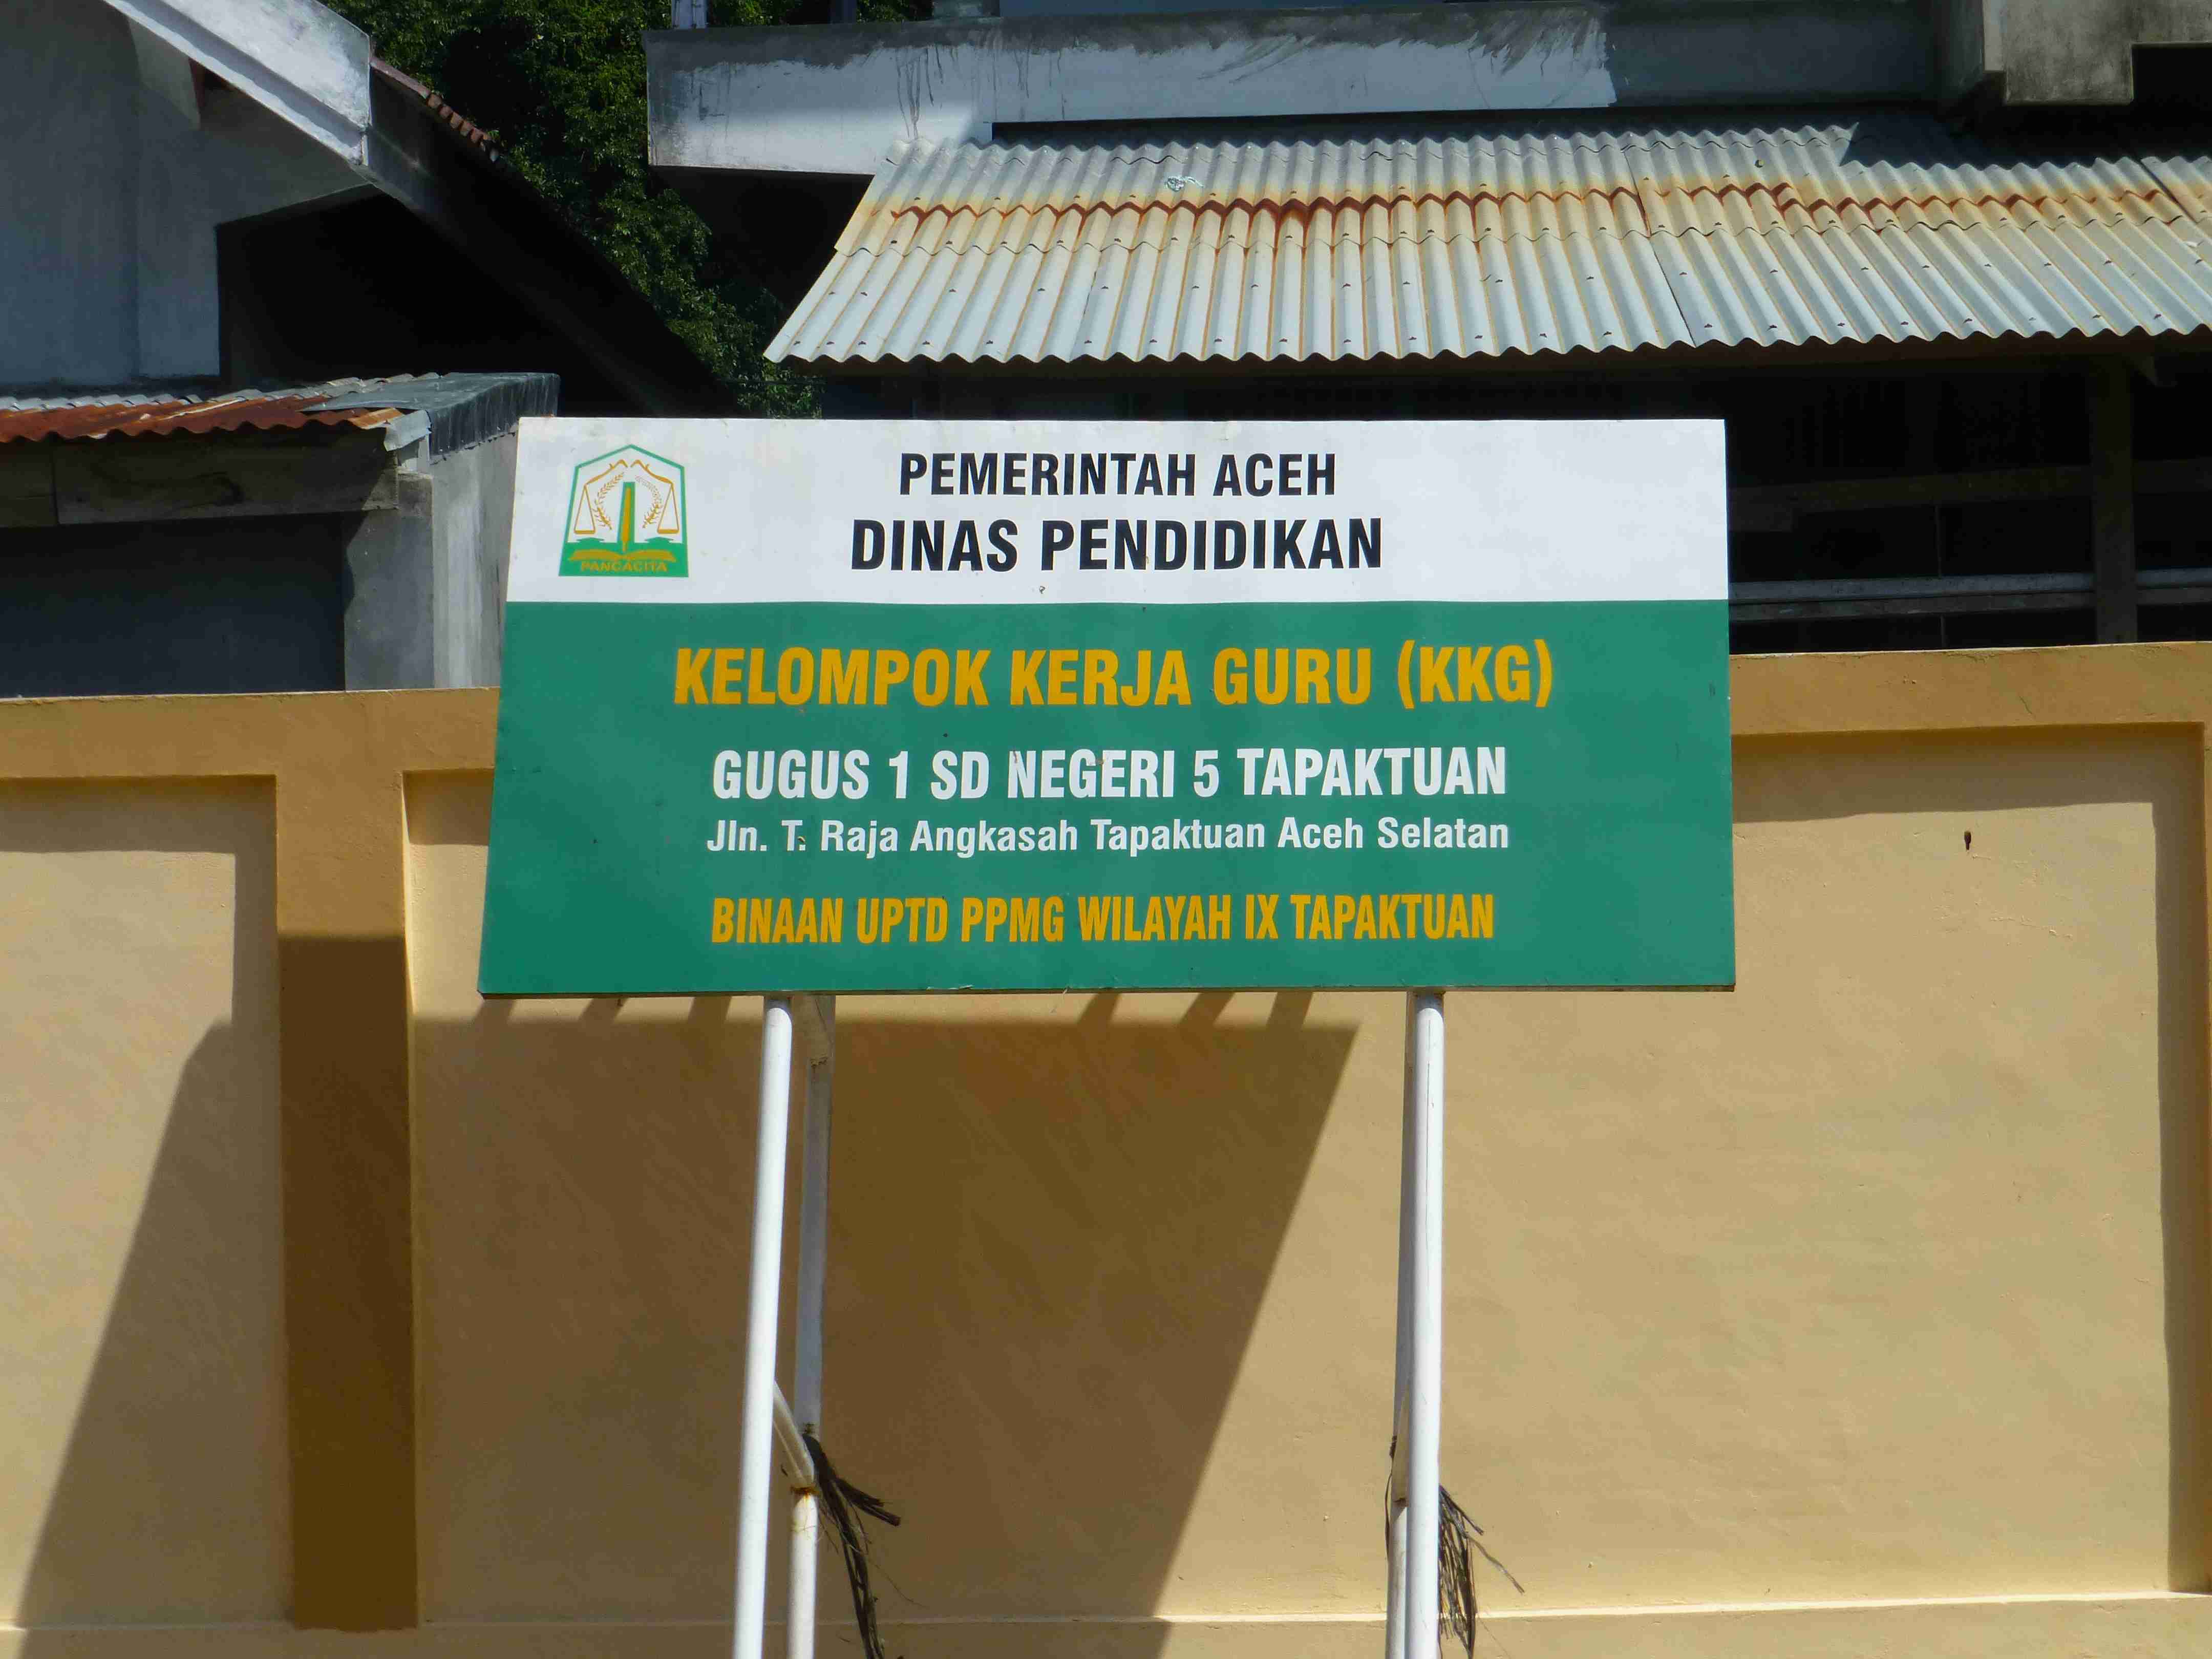 PEMERINTAH ACEH
DINAS PENDIDIKAN
PANCACITA
KELOMPOK KERJA GURU (KKG)
GUGUS 1 SD NEGERI 5 TAPAKTUAN
Jln. T. Raja Angkasah Tapaktuan Aceh Selatan
BINAAN UPTD PPMG WILAYAH IX TAPAKTUAN